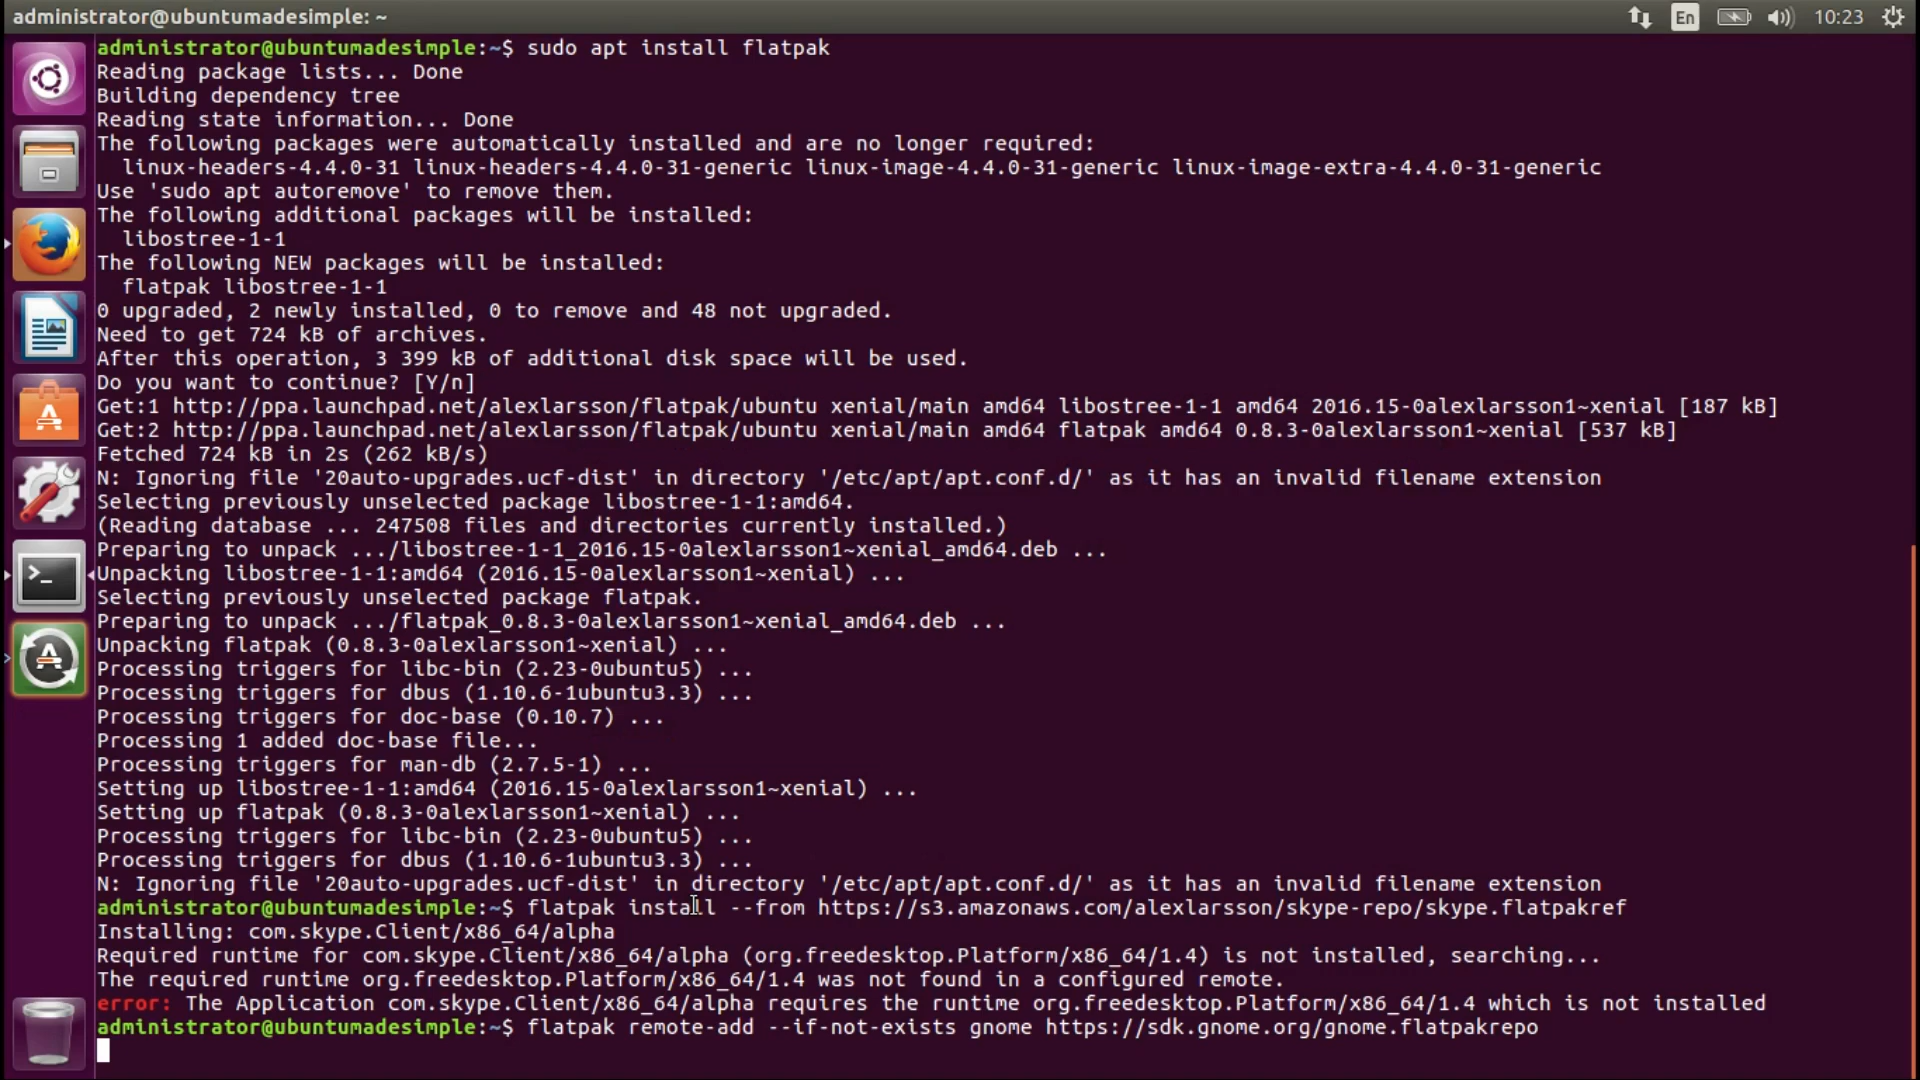 administrator@ubuntumadesimple: ~
En
10:23
administrator@ubuntumadesimple:~$ sudo apt install flatpak
Reading package lists... Done
Building dependency tree
Reading state information... Done
The following packages were automatically installed and are no longer required:
linux-headers-4.4.0-31 linux-headers-4.4.0-31-generic linux-image-4.4.0-31-generic linux-image-extra-4.4.0-31-generic
Use 'sudo apt autoremove' to remove them.
The following additional packages will be installed:
libostree-1-1
The following NEW packages will be installed:
flatpak libostree-1-1
0 upgraded, 2 newly installed, 0 to remove and 48 not upgraded.
Need to get 724 kB of archives.
After this operation, 3 399 kB of additional disk space will be used.
Do you want to continue? [Y/n]
Get:1 http://ppa.launchpad.net/alexlarsson/flatpak/ubuntu xenial/main amd64 libostree-1-1 amd64 2016.15-0alexlarsson1~xenial [187 kB]
Get:2 http://ppa.launchpad.net/alexlarsson/flatpak/ubuntu xenial/main amd64 flatpak amd64 0.8.3-0alexlarsson1~xenial [537 kB]
Fetched 724 kB in 2s (262 kB/s)
N: Ignoring file '20auto-upgrades.ucf-dist' in directory '/etc/apt/apt.conf.d/' as it has an invalid filename extension
Selecting previously unselected package libostree-1-1:amd64.
(Reading database ... 247508 files and directories currently installed.)
Preparing to unpack .../libostree-1-1_2016.15-0alexlarsson1~xenial_amd64.deb ...
Unpacking libostree-1-1:amd64 (2016.15-0alexlarsson1~xenial) ...
Selecting previously unselected package flatpak.
Preparing to unpack .../flatpak_0.8.3-0alexlarsson1~xenial_amd64.deb ...
Unpacking flatpak (0.8.3-0alexlarsson1~xenial) ...
Processing triggers for libc-bin (2.23-0ubuntu5) ...
Processing triggers for dbus (1.10.6-1ubuntu3.3) ...
Processing triggers for doc-base (0.10.7) ...
Processing 1 added doc-base file...
Processing triggers for man-db (2.7.5-1) ...
Setting up libostree-1-1:amd64 (2016.15-0alexlarsson1~xenial) ...
Setting up flatpak (0.8.3-0alexlarsson1~xenial) ...
Processing triggers for libc-bin (2.23-0ubuntu5) ...
Processing triggers for dbus (1.10.6-1ubuntu3.3) ...
N: Ignoring file '20auto-upgrades.ucf-dist' in directory '/etc/apt/apt.conf.d/' as it has an invalid filename extension
administrator@ubuntumadesimple:~$ flatpak install --from https://s3.amazonaws.com/alexlarsson/skype-repo/skype.flatpakref
Installing: com.skype.Client/x86_64/alpha
Required runtime for com.skype.Client/x86_64/alpha (org.freedesktop.Platform/x86_64/1.4) is not installed, searching...
The required runtime org.freedesktop.Platform/x86_64/1.4 was not found in a configured remote.
error: The Application com.skype.Client/x86_64/alpha requires the runtime org.freedesktop.Platform/x86_64/1.4 which is not installed
administrator@ubuntumadesimple:~$ flatpak remote-add --if-not-exists gnome https://sdk.gnome.org/gnome.flatpakrepo